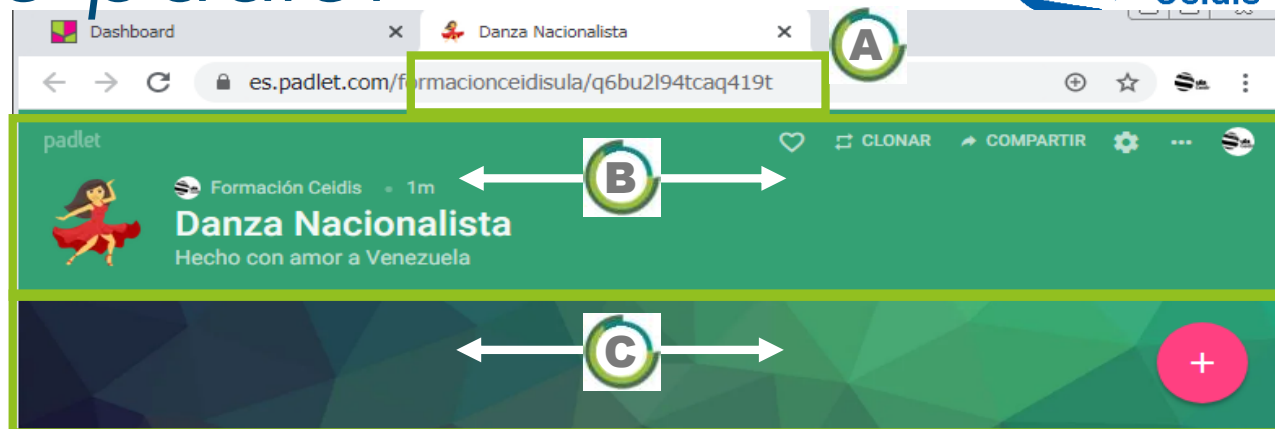 Dashboard
Danza Nacionalista
A
es.padlet.com/formacionceidisula/q6bu2l94tcaq419t
padlet
CLONAR
COMPARTIR
B
Formación Ceidis • 1m
Danza Nacionalista
Hecho con amor a Venezuela
C